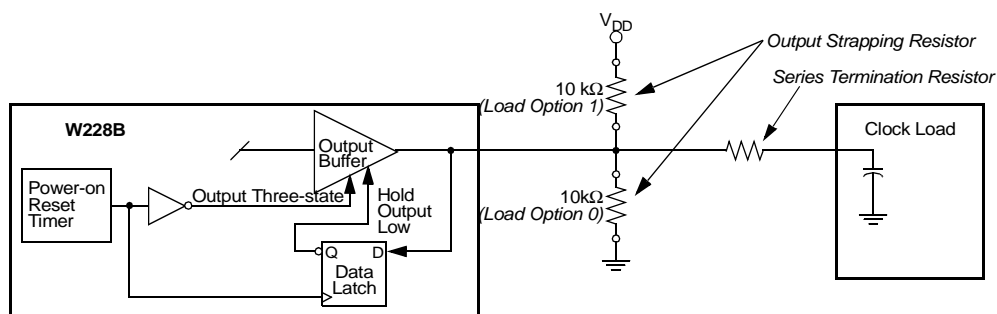 V_DD
Output Strapping Resistor
Series Termination Resistor
10 kΩ
(Load Option 1)
W228B
Clock Load
Output
Buffer
Power-on
Reset
Timer
Output Three-state
Hold
Output
Low
10kΩ
(Load Option 0)
Q
D
Data
Latch